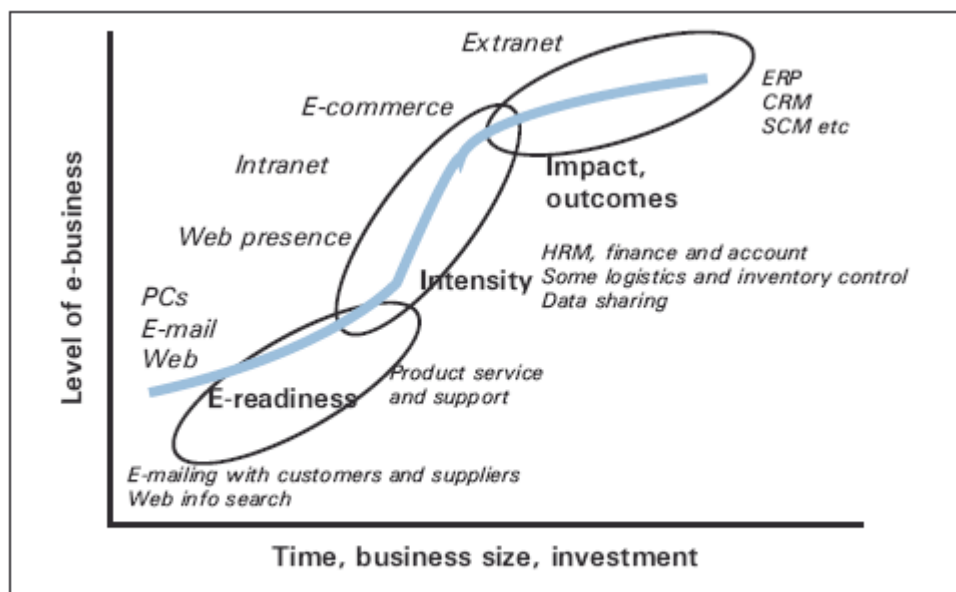 Extranet
ERP
CRM
SCM etc
E-commerce
Intranet
Impact,
outcomes
Web presence
HRM, finance and account
Intensity
Some logistics and inventory control
Data sharing
PCs
E-mail
Web
Product service
and support
E-readiness
E-mailing with customers and suppliers
Web info search
Level of e-business
Time, business size, investment